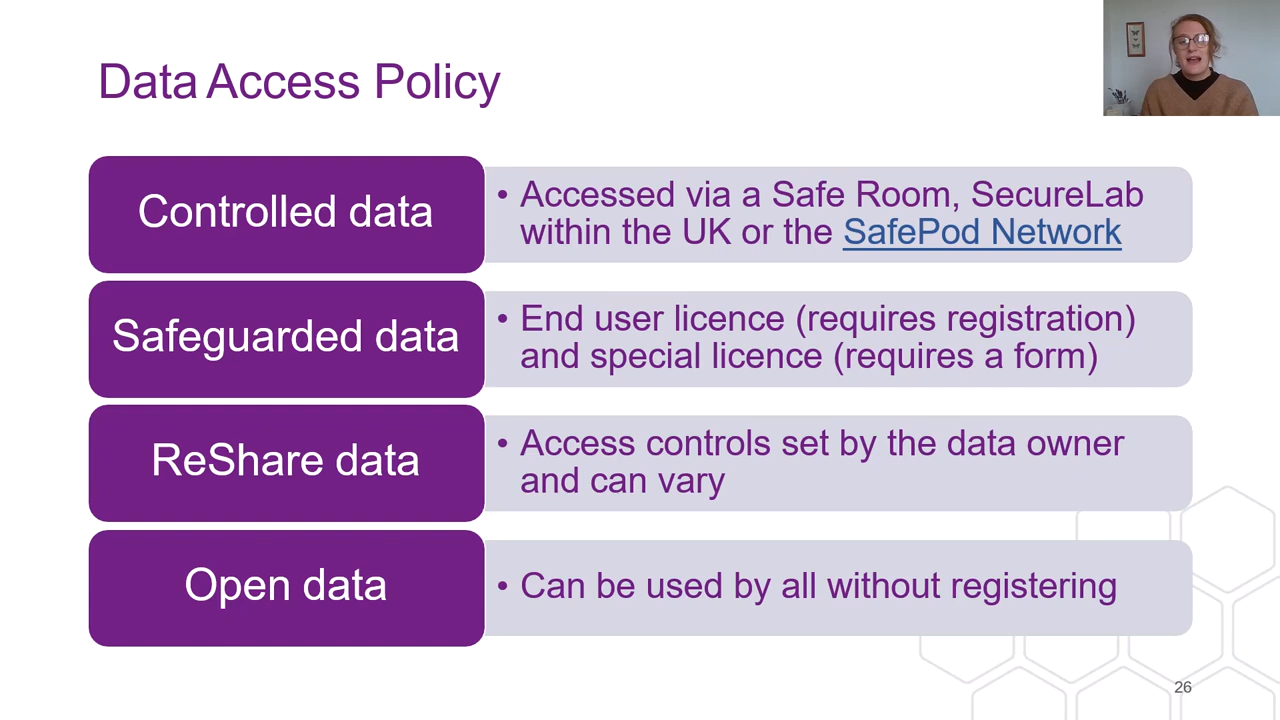 Data Access Policy
Controlled data
• Accessed via a Safe Room, SecureLab
within the UK or the SafePod Network
Safeguarded data
• End user licence (requires registration)
and special licence (requires a form)
ReShare data
• Access controls set by the data owner
and can vary
Open data
• Can be used by all without registering
26